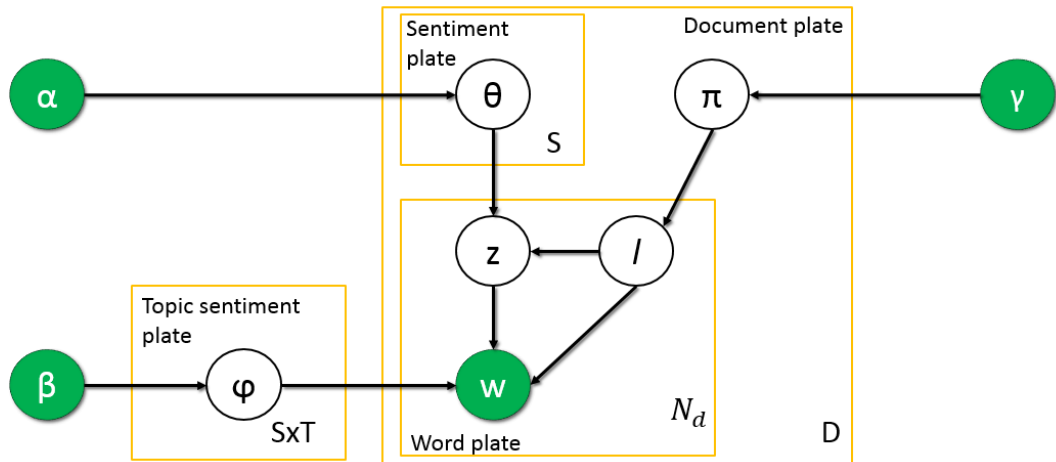 Sentiment
plate
Document plate
α
θ
π
γ
S
z
l
Topic sentiment
plate
β
φ
w
SxT
N_d
D
Word plate